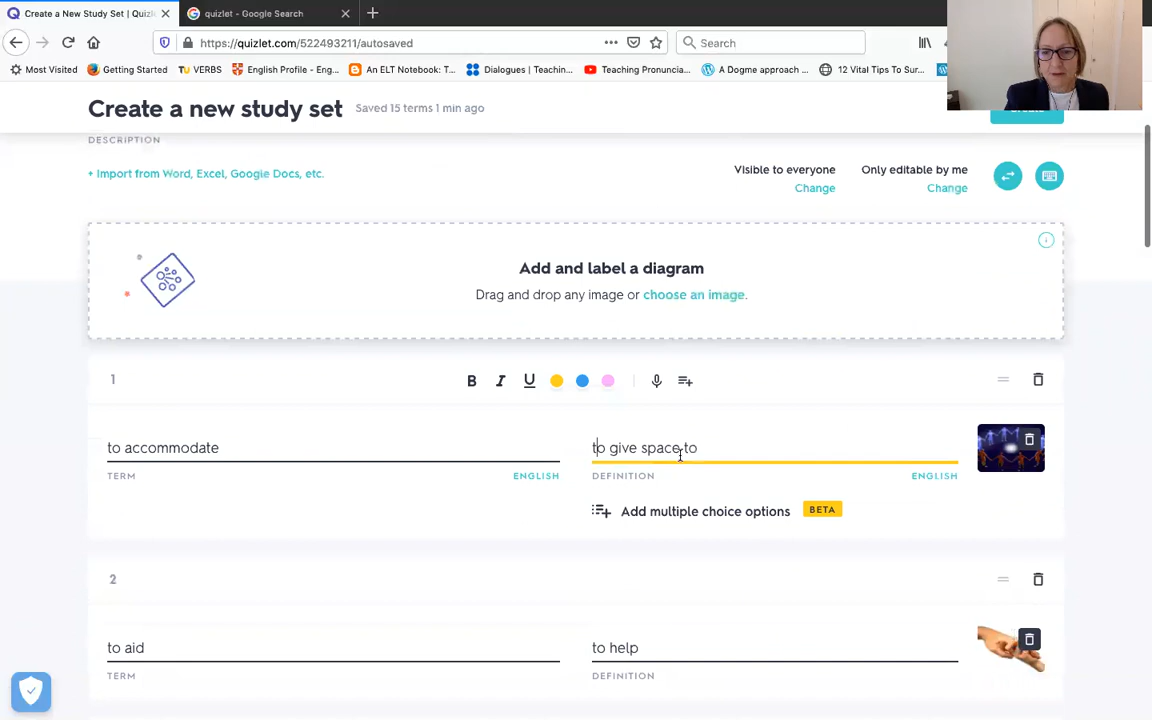 Create a New Study Set | Quizle
quizlet - Google Search
https://quizlet.com/522493211/autosaved
Search
Most Visited
Getting Started
TU VERBS
English Profile - Eng...
An ELT Notebook: T...
Dialogues | Teachin...
Teaching Pronuncia...
A Dogme approach ...
12 Vital Tips To Sur...
Create a new study set
Saved 15 terms 1 min ago
DESCRIPTION
+ Import from Word, Excel, Google Docs, etc.
Visible to everyone
Change
Only editable by me
Change
Add and label a diagram
Drag and drop any image or choose an image.
1
B I U
to accommodate
TERM
ENGLISH
to give space to
DEFINITION
ENGLISH
Add multiple choice options
BETA
2
to aid
TERM
to help
DEFINITION